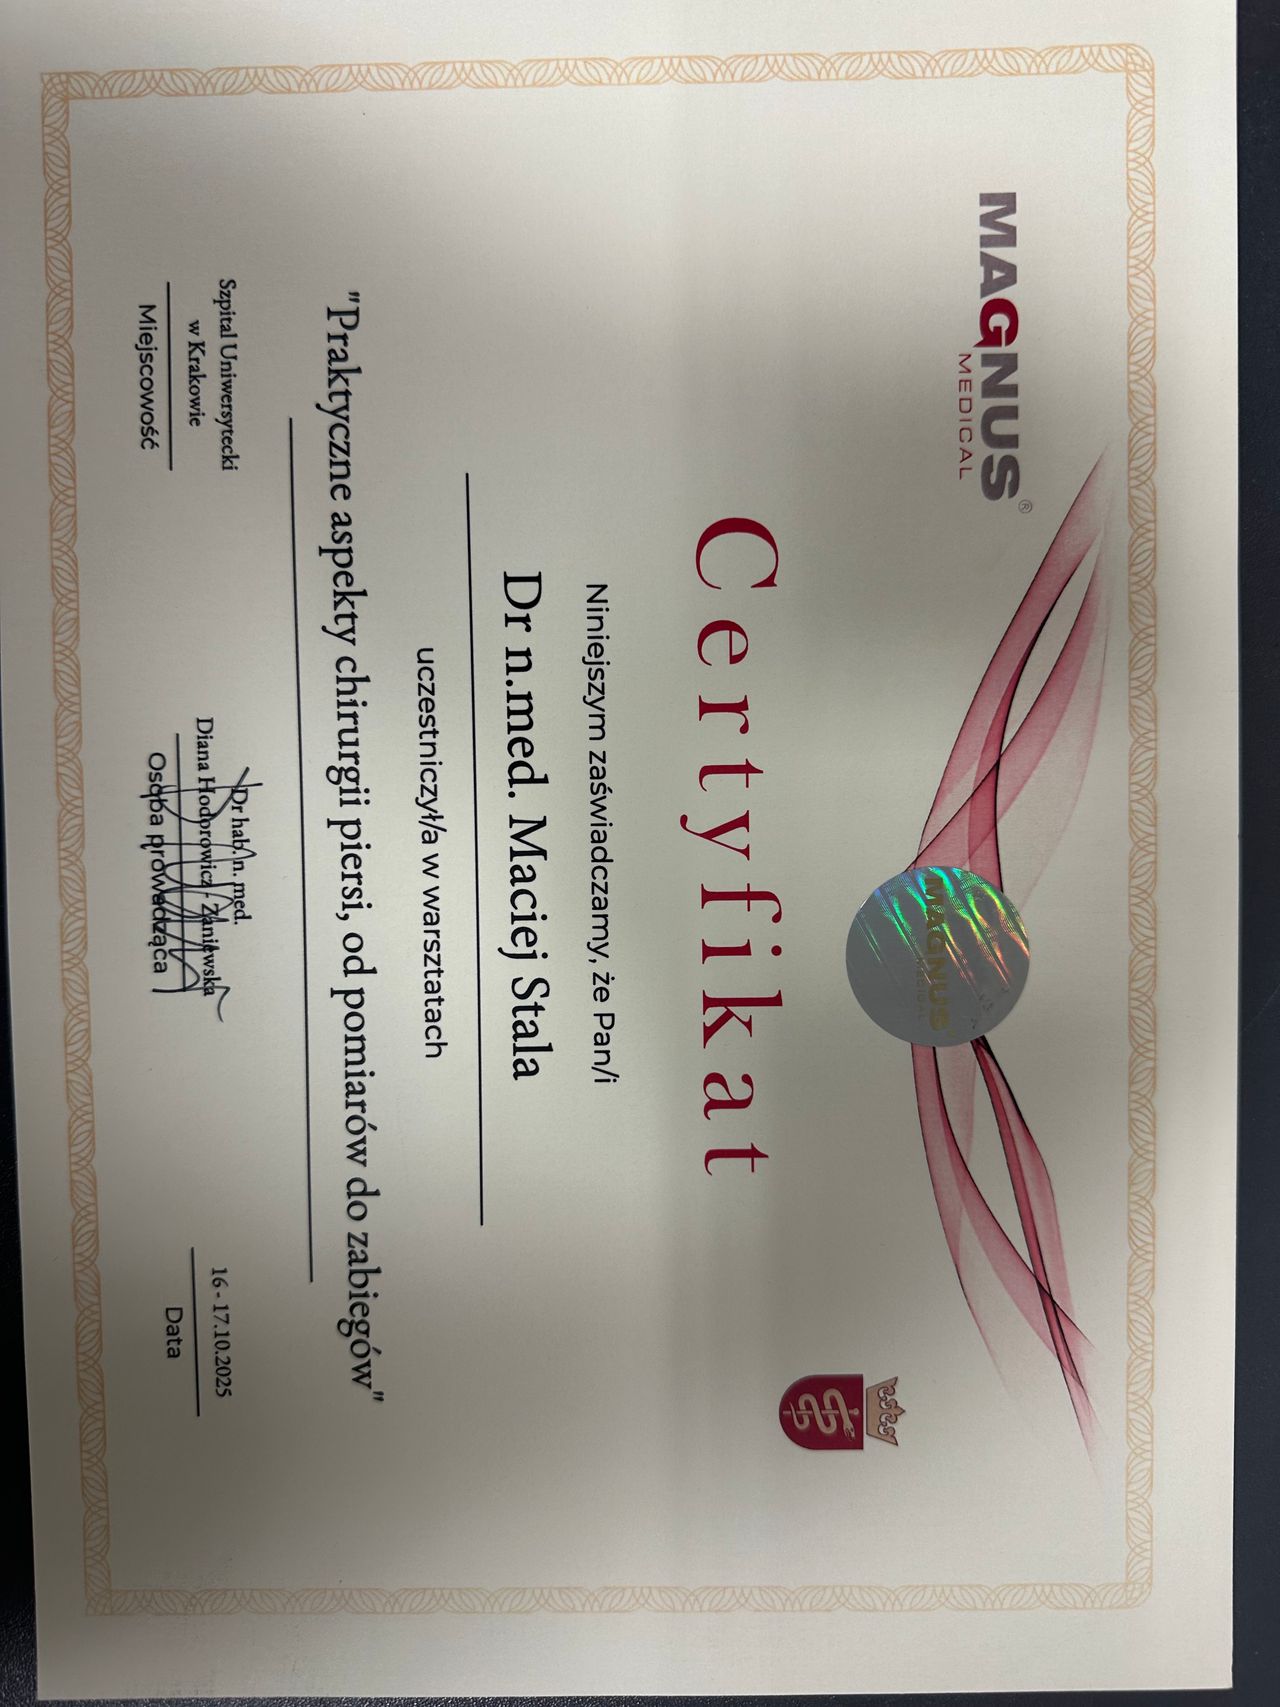 MAGNUS®
MEDICAL
MAGNUS
MEDICAL
Certyfikat
Niniejszym zaświadczamy, że Pan/i
Dr n.med. Maciej Stala
uczestniczył/a w warsztatach
"Praktyczne aspekty chirurgii piersi, od pomiarów do zabiegów"
Szpital Uniwersytecki
w Krakowie
Miejscowość
Dr hab. n. med.
Diana Hodorowicz - Zaniewska
Osoba prowadząca
16 - 17.10.2025
Data